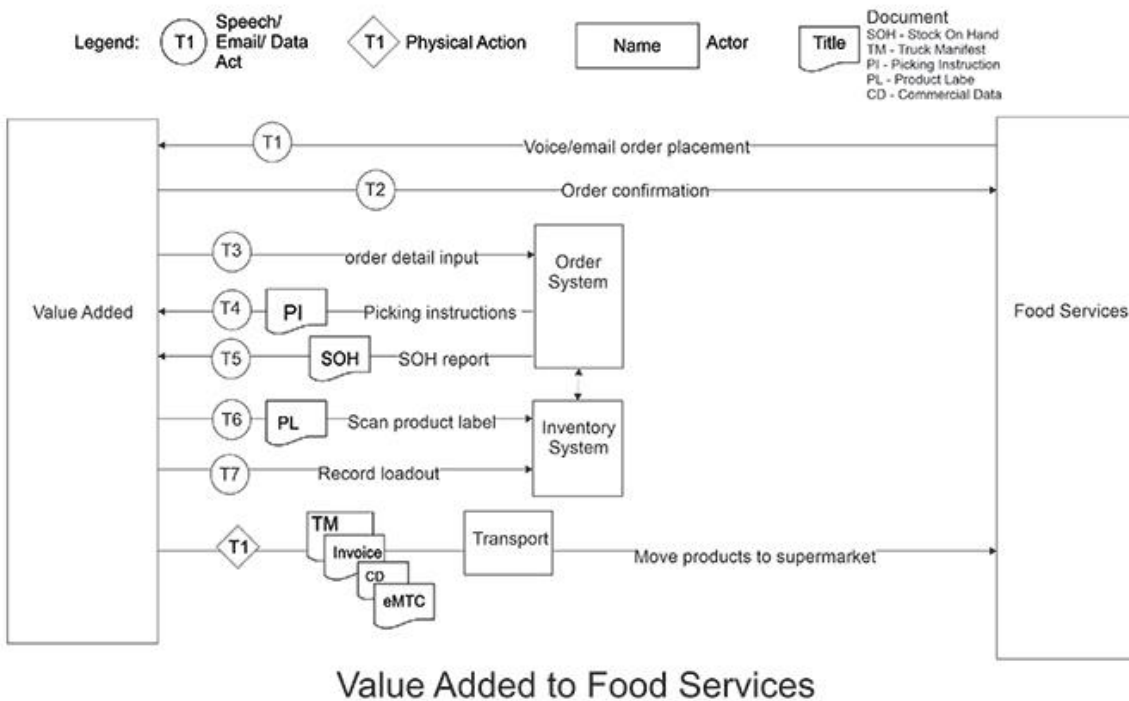 Legend:
T1
Speech/
Email/ Data
Act
T1
Physical Action
Name
Actor
Title
Document
SOH - Stock On Hand
TM - Truck Manifest
PI - Picking Instruction
PL - Product Labe
CD - Commercial Data
Value Added
Food Services
T1
Voice/email order placement
T2
Order confirmation
T3
order detail input
Order
System
T4
PI
Picking instructions
T5
SOH
SOH report
T6
PL
Scan product label
Inventory
System
T7
Record loadout
T1
TM
Invoice
CD
eMTC
Transport
Move products to supermarket
Value Added to Food Services